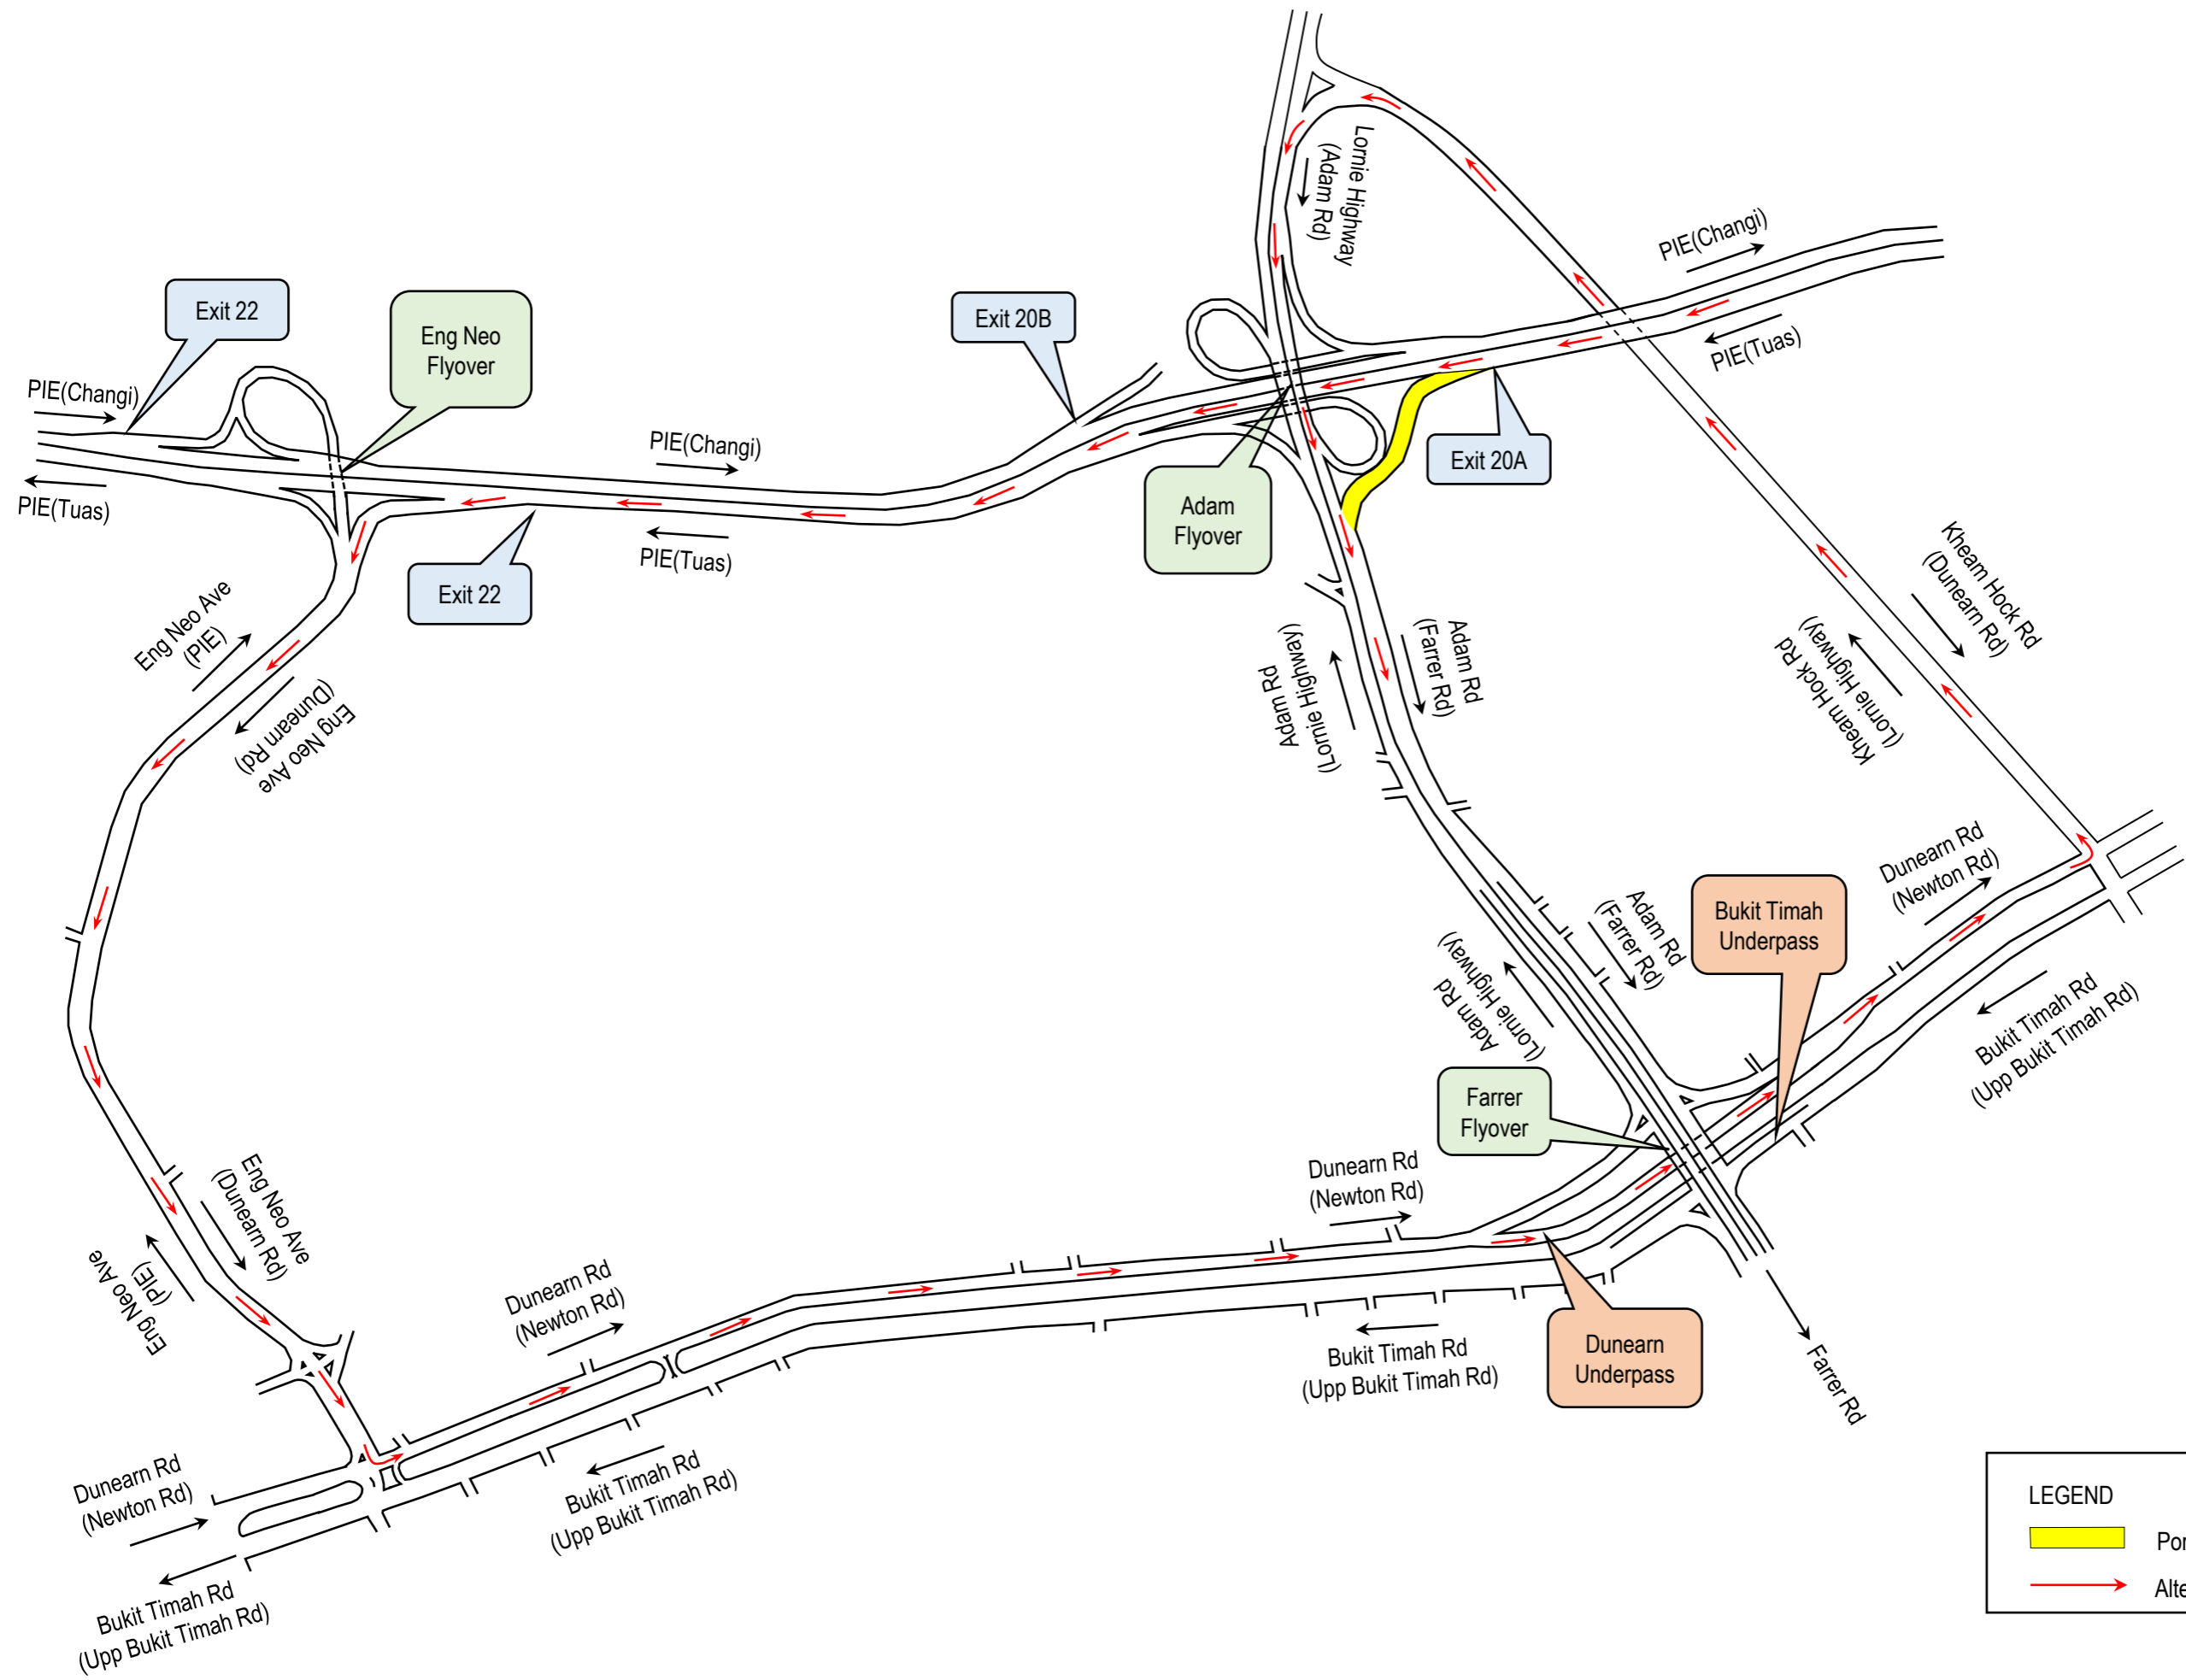 Lornie Highway
(Adam Rd)
PIE(Changi)
PIE(Tuas)
Exit 22
Eng Neo
Flyover
Exit 20B
PIE(Changi)
PIE(Tuas)
PIE(Changi)
PIE(Tuas)
Exit 22
Adam
Flyover
Exit 20A
Eng Neo Ave
(PIE)
Eng Neo Ave
(Dunearn Rd)
Adam Rd
(Lornie Highway)
Adam Rd
(Farrer Rd)
Kheam Hock Rd
(Dunearn Rd)
Kheam Hock Rd
(Lornie Highway)
Dunearn Rd
(Newton Rd)
Bukit Timah
Underpass
Adam Rd
(Farrer Rd)
Adam Rd
(Lornie Highway)
Bukit Timah Rd
(Upp Bukit Timah Rd)
Farrer
Flyover
Dunearn Rd
(Newton Rd)
Eng Neo Ave
(Dunearn Rd)
Eng Neo Ave
(PIE)
Dunearn Rd
(Newton Rd)
Bukit Timah Rd
(Upp Bukit Timah Rd)
Dunearn
Underpass
Farrer Rd
Dunearn Rd
(Newton Rd)
Bukit Timah Rd
(Upp Bukit Timah Rd)
Bukit Timah Rd
(Upp Bukit Timah Rd)
LEGEND